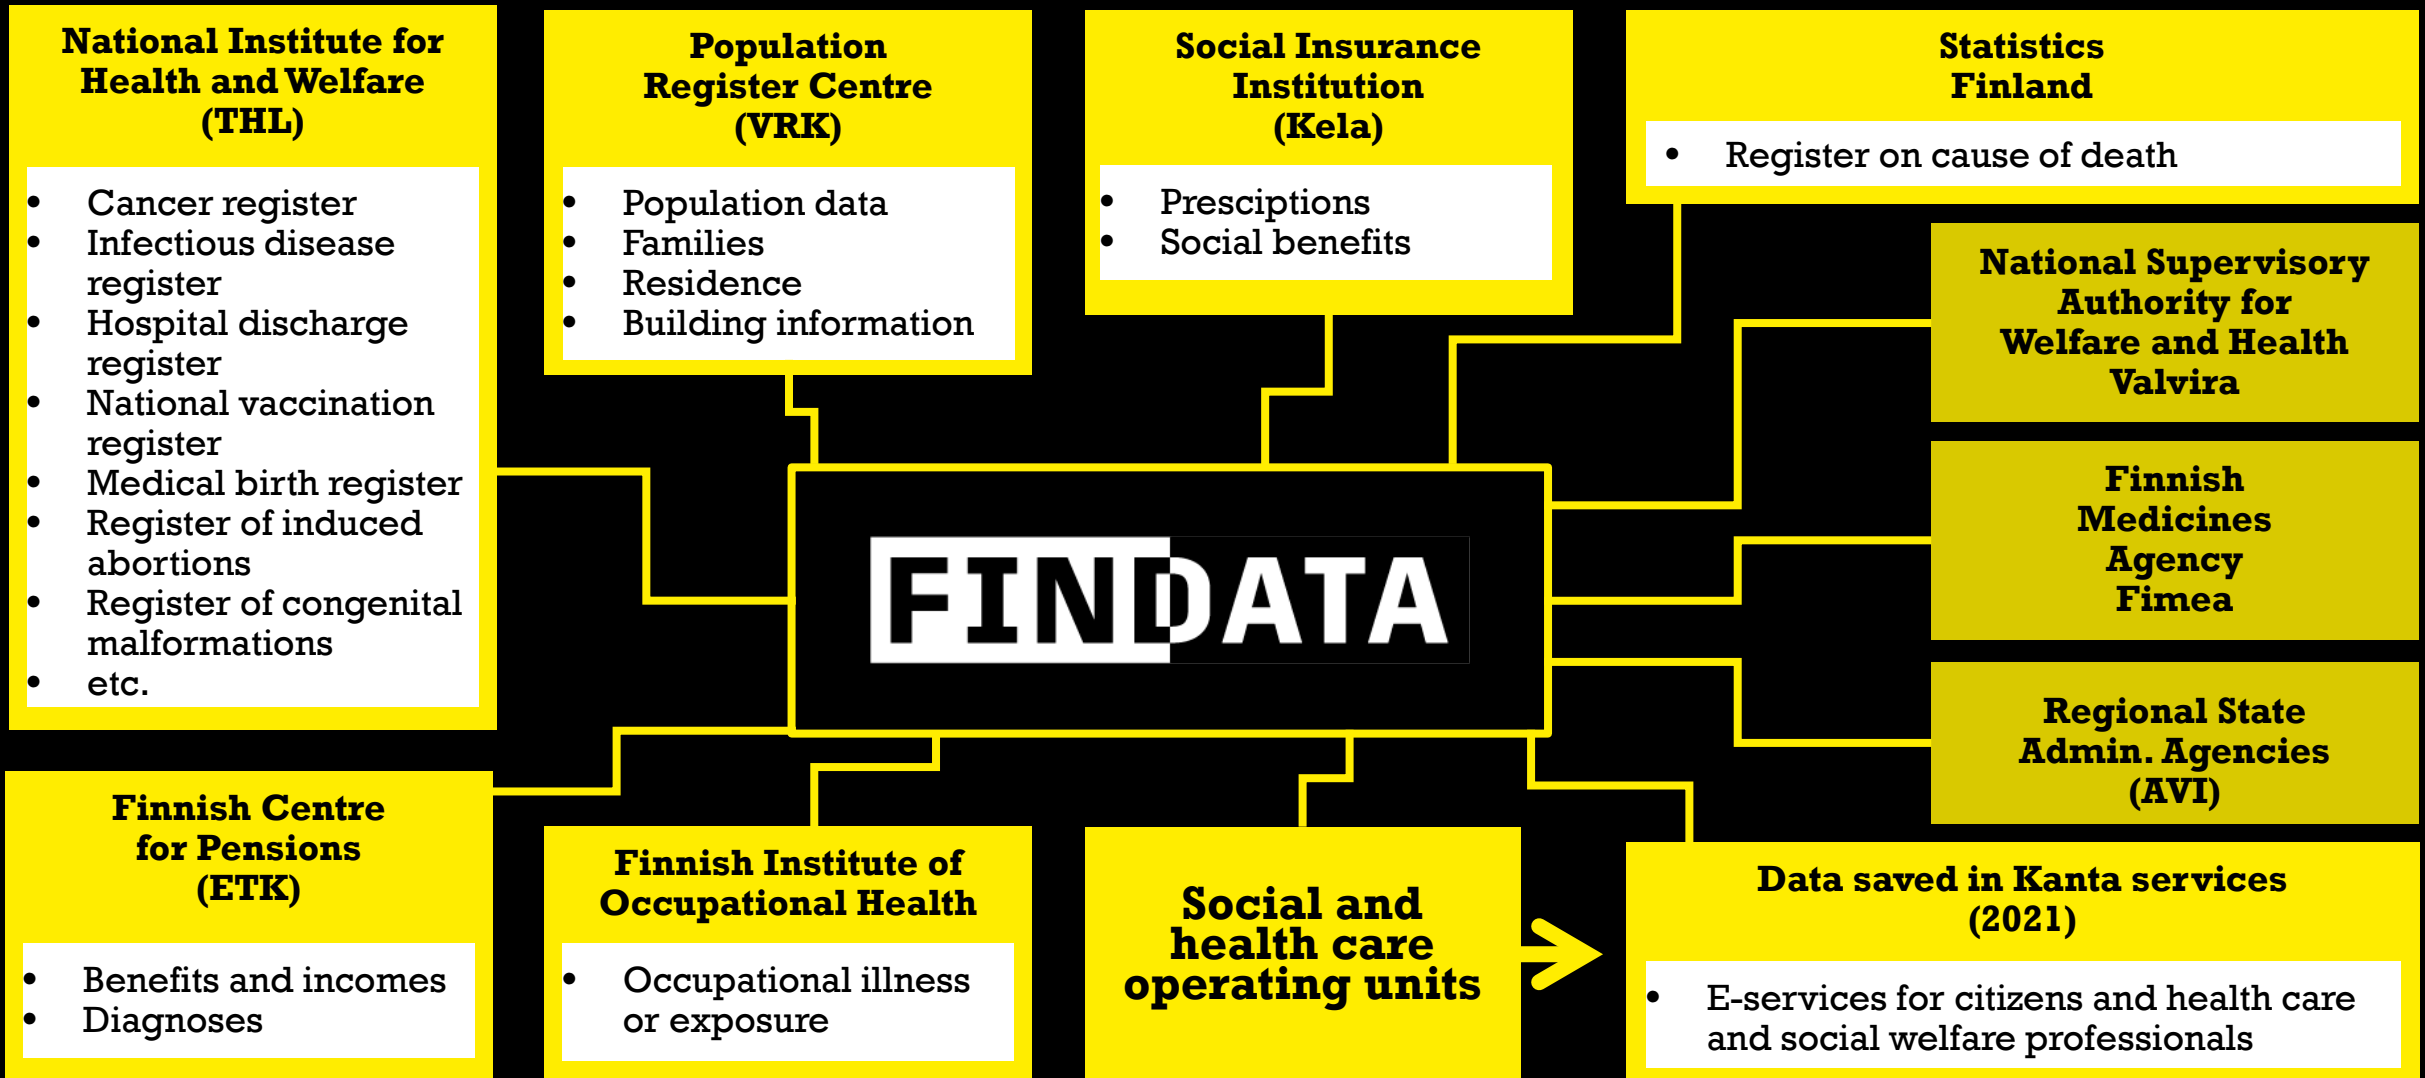 National Institute for
Health and Welfare
(THL)
• Cancer register
• Infectious disease
register
• Hospital discharge
register
• National vaccination
register
• Medical birth register
• Register of induced
abortions
• Register of congenital
malformations
• etc.
Population
Register Centre
(VRK)
• Population data
• Families
• Residence
• Building information
Social Insurance
Institution
(Kela)
• Presciptions
• Social benefits
Statistics
Finland
• Register on cause of death
National Supervisory
Authority for
Welfare and Health
Valvira
Finnish
Medicines
Agency
Fimea
Regional State
Admin. Agencies
(AVI)
FINDATA
Finnish Centre
for Pensions
(ETK)
• Benefits and incomes
• Diagnoses
Finnish Institute of
Occupational Health
• Occupational illness
or exposure
Social and
health care
operating units
Data saved in Kanta services
(2021)
• E-services for citizens and health care
and social welfare professionals